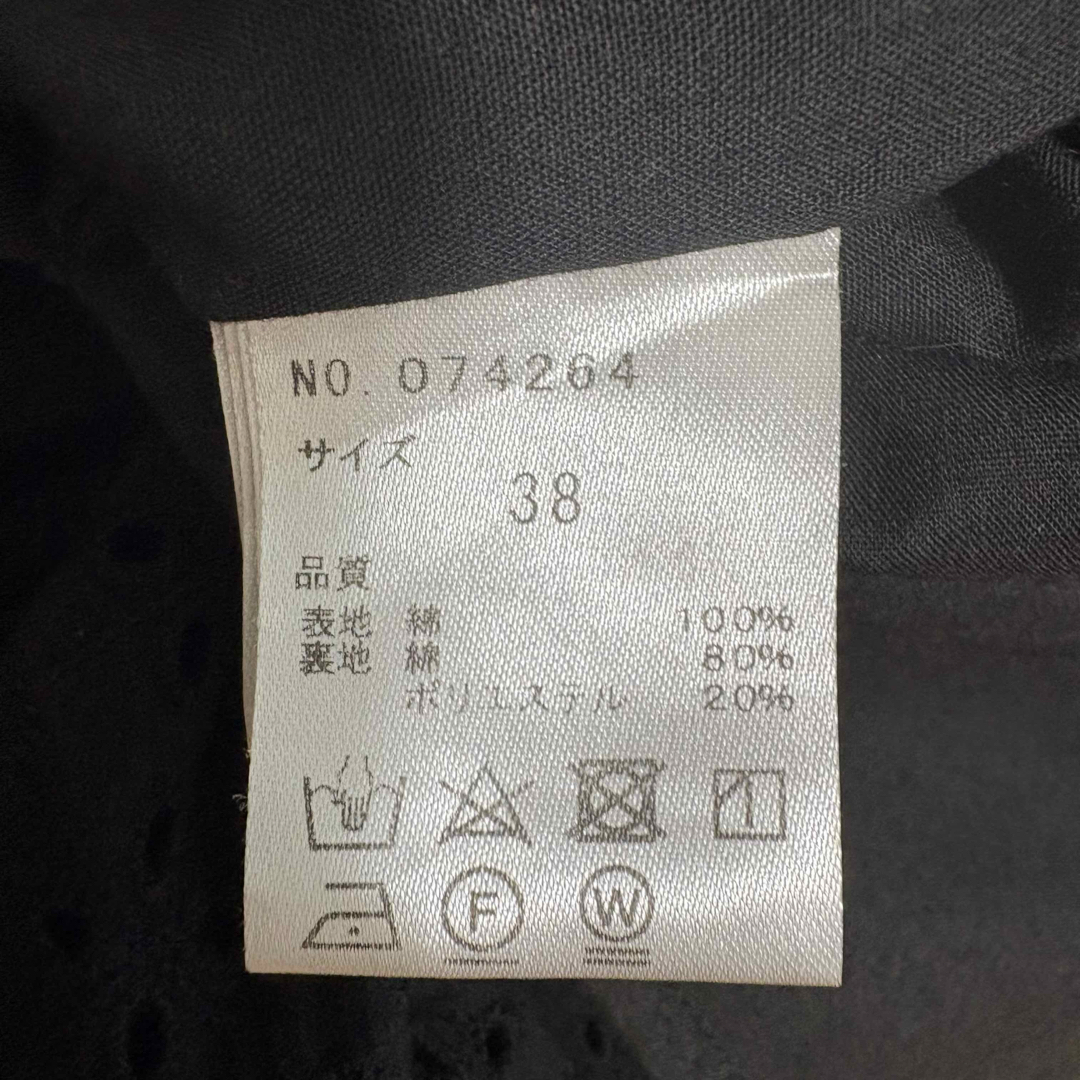 NO. 074264
サイズ
38
品質
表地 綿 100%
裏地 綿 80%
ポリエステル 20%
F W